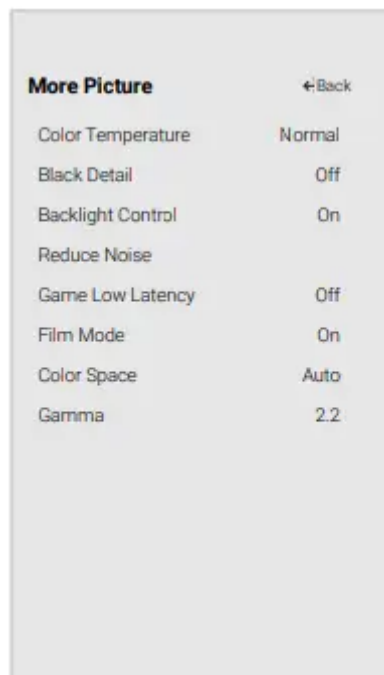 More Picture ←Back
Color Temperature Normal
Black Detail Off
Backlight Control On
Reduce Noise
Game Low Latency Off
Film Mode On
Color Space Auto
Gamma 2.2